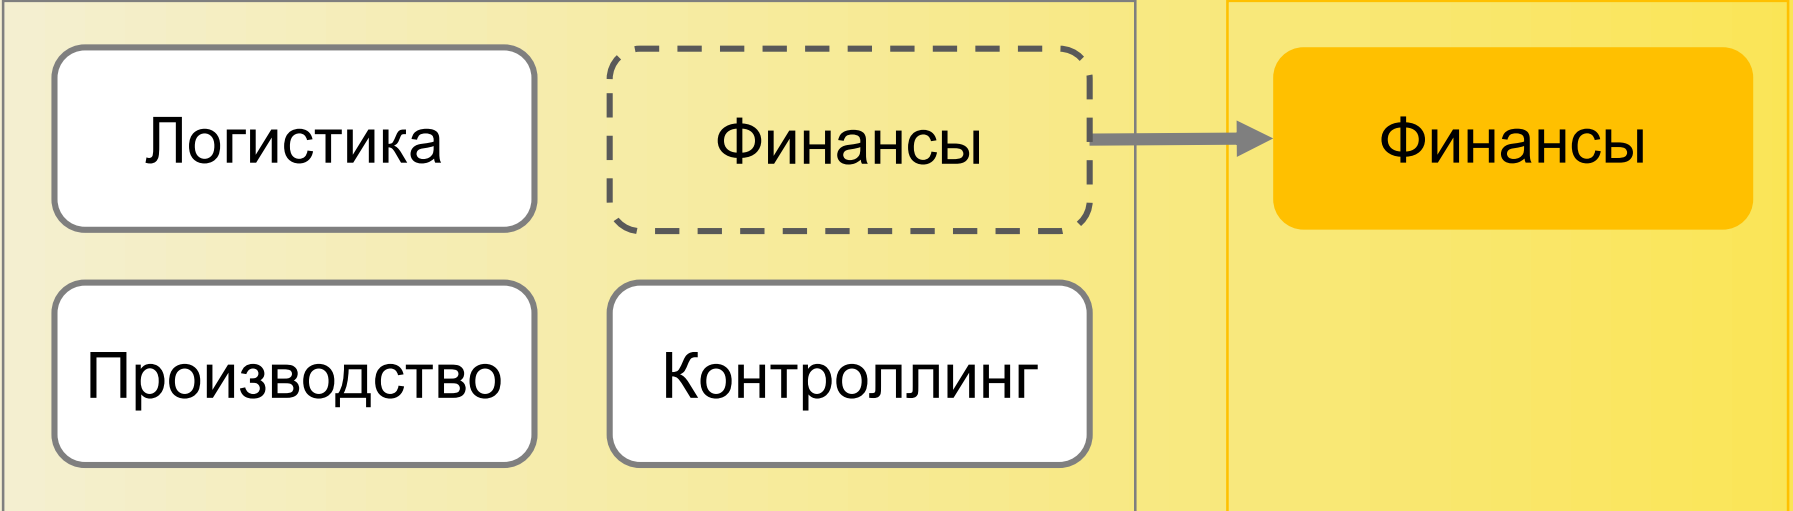 Логистика
Финансы
Финансы
Производство
Контроллинг